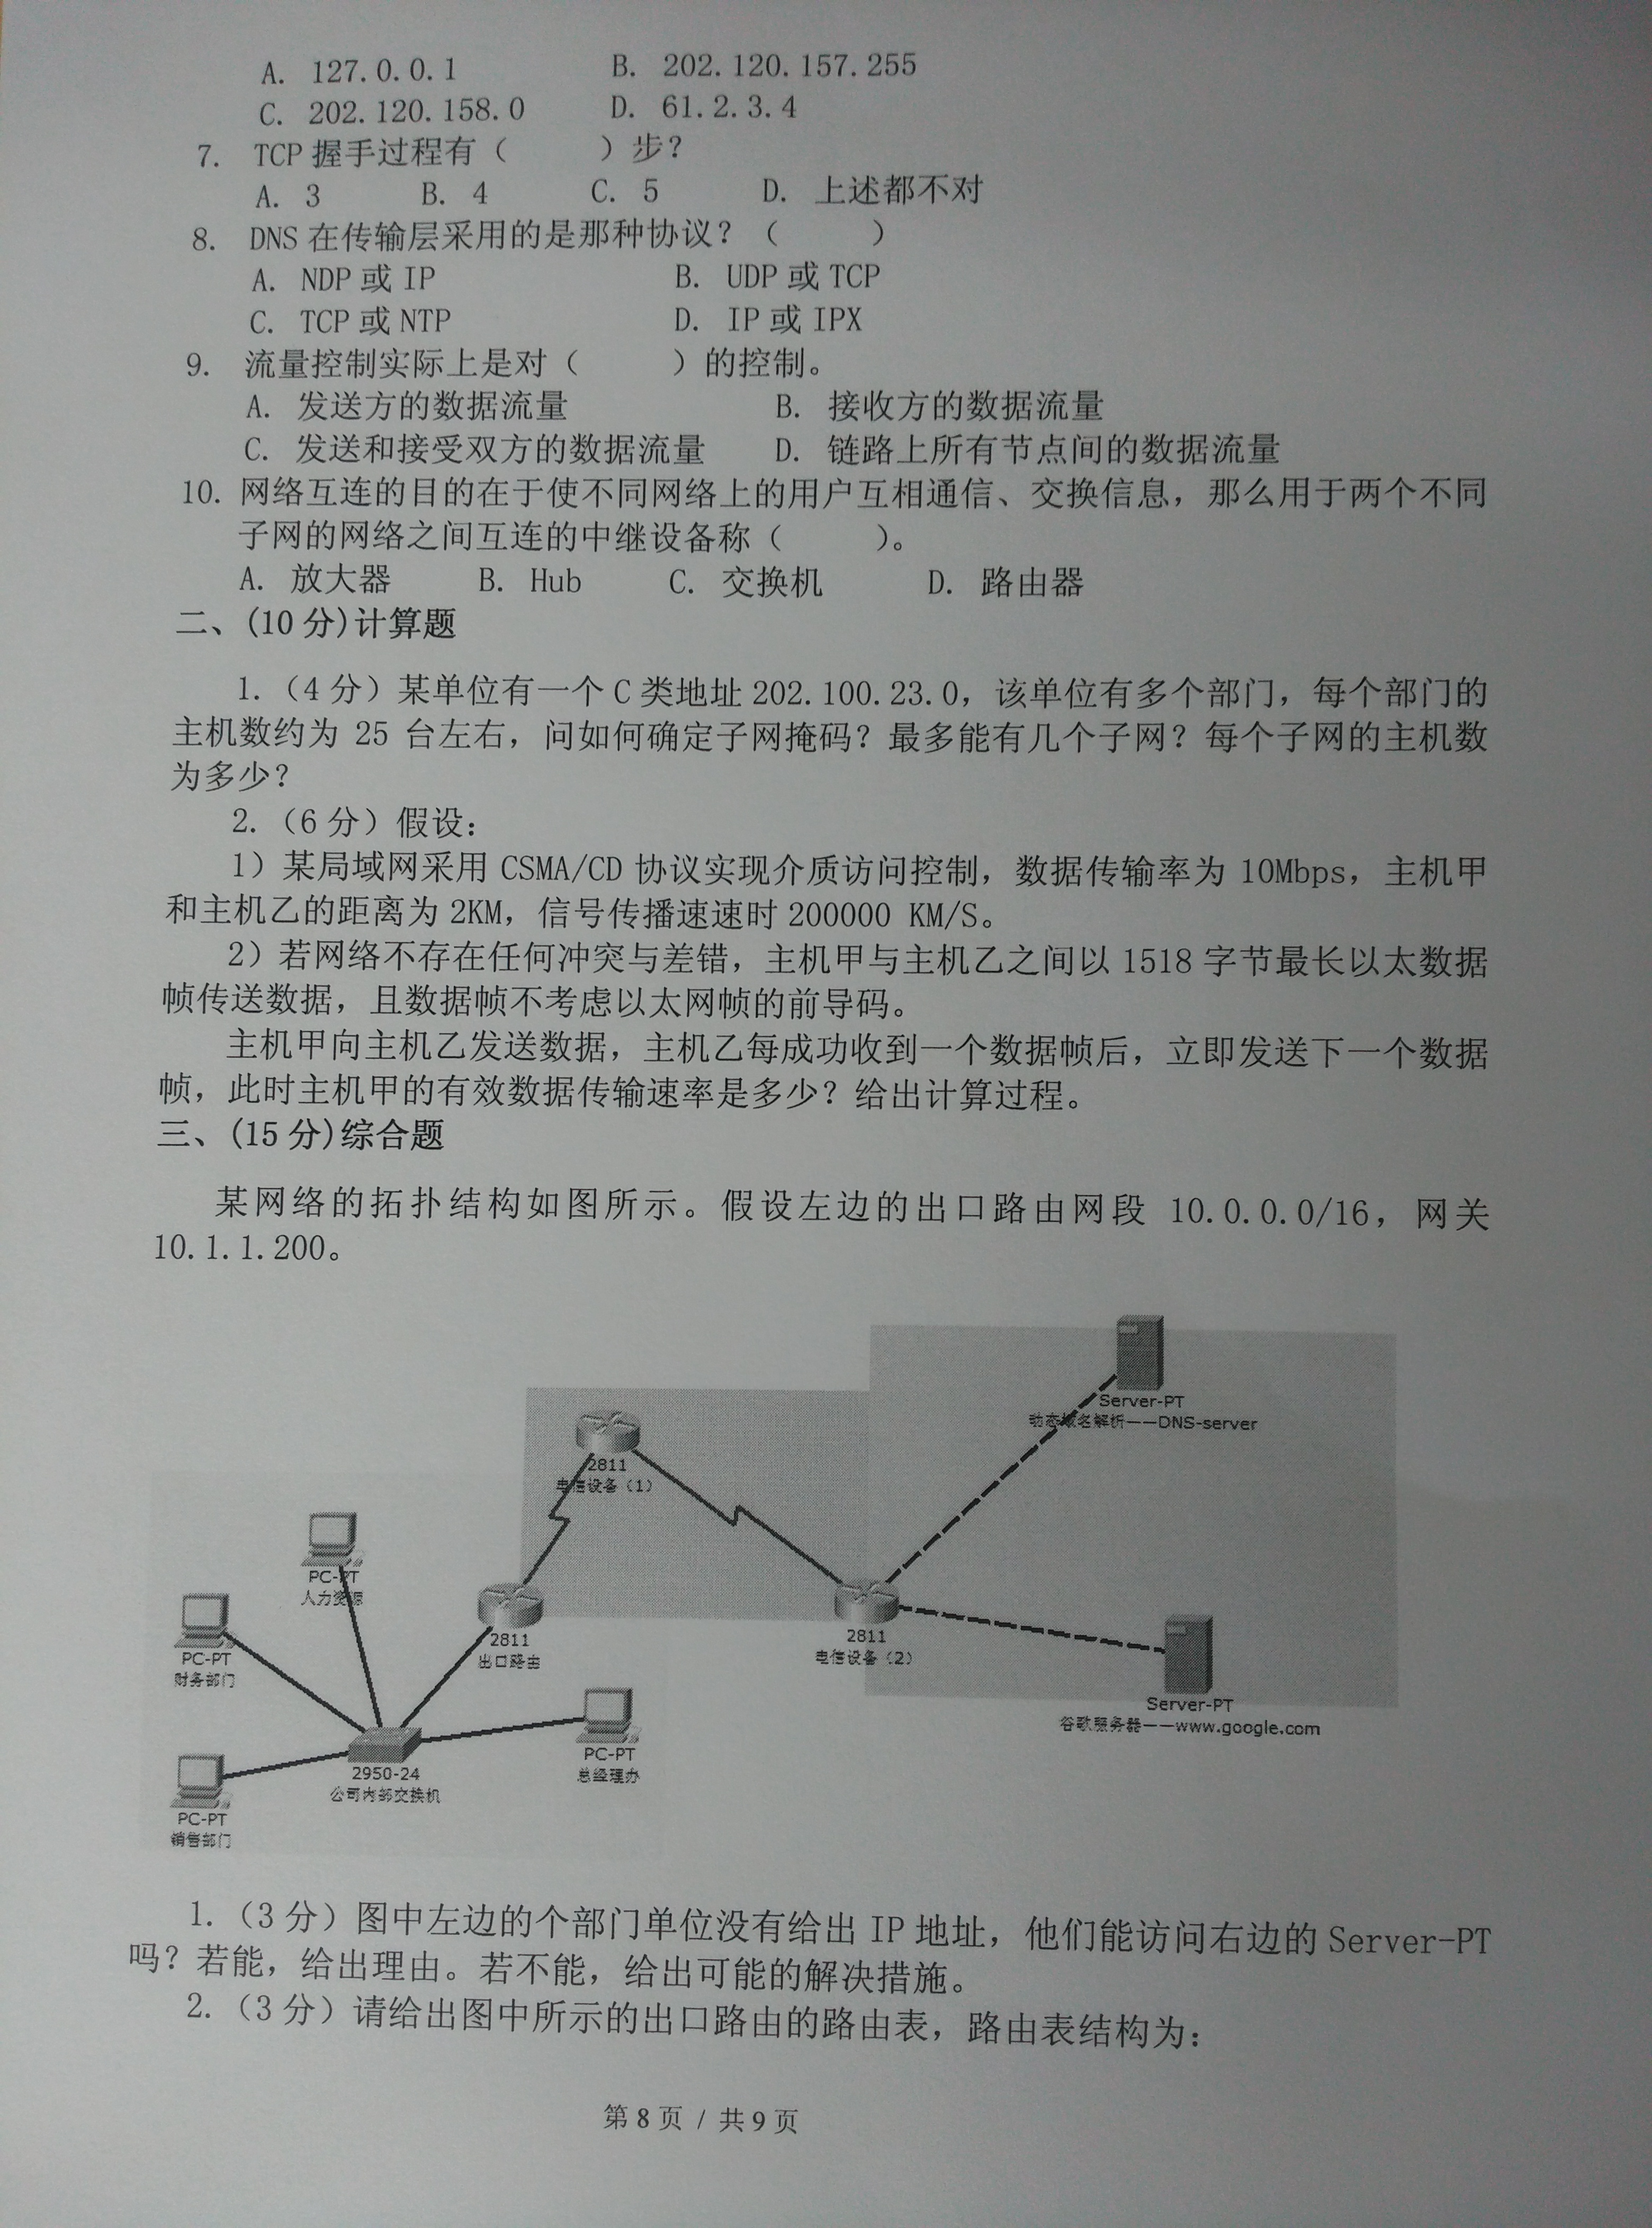 A. 127.0.0.1 B. 202.120.157.255
C. 202.120.158.0 D. 61.2.3.4
7. TCP 握手过程有（ ）步？
A. 3 B. 4 C. 5 D. 上述都不对
8. DNS 在传输层采用的是那种协议？（ ）
A. NDP 或 IP B. UDP 或 TCP
C. TCP 或 NTP D. IP 或 IPX
9. 流量控制实际上是对（ ）的控制。
A. 发送方的数据流量 B. 接收方的数据流量
C. 发送和接受双方的数据流量 D. 链路上所有节点间的数据流量
10. 网络互连的目的在于使不同网络上的用户互相通信、交换信息，那么用于两个不同
子网的网络之间互连的中继设备称（ ）。
A. 放大器 B. Hub C. 交换机 D. 路由器
二、(10 分)计算题
1.（4 分）某单位有一个 C 类地址 202.100.23.0，该单位有多个部门，每个部门的
主机数约为 25 台左右，问如何确定子网掩码？最多能有几个子网？每个子网的主机数
为多少？
2.（6 分）假设：
1）某局域网采用 CSMA/CD 协议实现介质访问控制，数据传输率为 10Mbps，主机甲
和主机乙的距离为 2KM，信号传播速速时 200000 KM/S。
2）若网络不存在任何冲突与差错，主机甲与主机乙之间以 1518 字节最长以太数据
帧传送数据，且数据帧不考虑以太网帧的前导码。
主机甲向主机乙发送数据，主机乙每成功收到一个数据帧后，立即发送下一个数据
帧，此时主机甲的有效数据传输速率是多少？给出计算过程。
三、(15 分)综合题
某网络的拓扑结构如图所示。假设左边的出口路由网段 10.0.0.0/16，网关
10.1.1.200。
Server-PT
动态域名解析——DNS-server
2811
电信设备（1）
PC-PT
人力资源
PC-PT
财务部门
2811
出口路由
2811
电信设备（2）
Server-PT
谷歌服务器——www.google.com
PC-PT
总经理办
2950-24
公司内部交换机
PC-PT
销售部门
1.（3 分）图中左边的个部门单位没有给出 IP 地址，他们能访问右边的 Server-PT
吗？若能，给出理由。若不能，给出可能的解决措施。
2.（3 分）请给出图中所示的出口路由的路由表，路由表结构为：
第 8 页 / 共 9 页